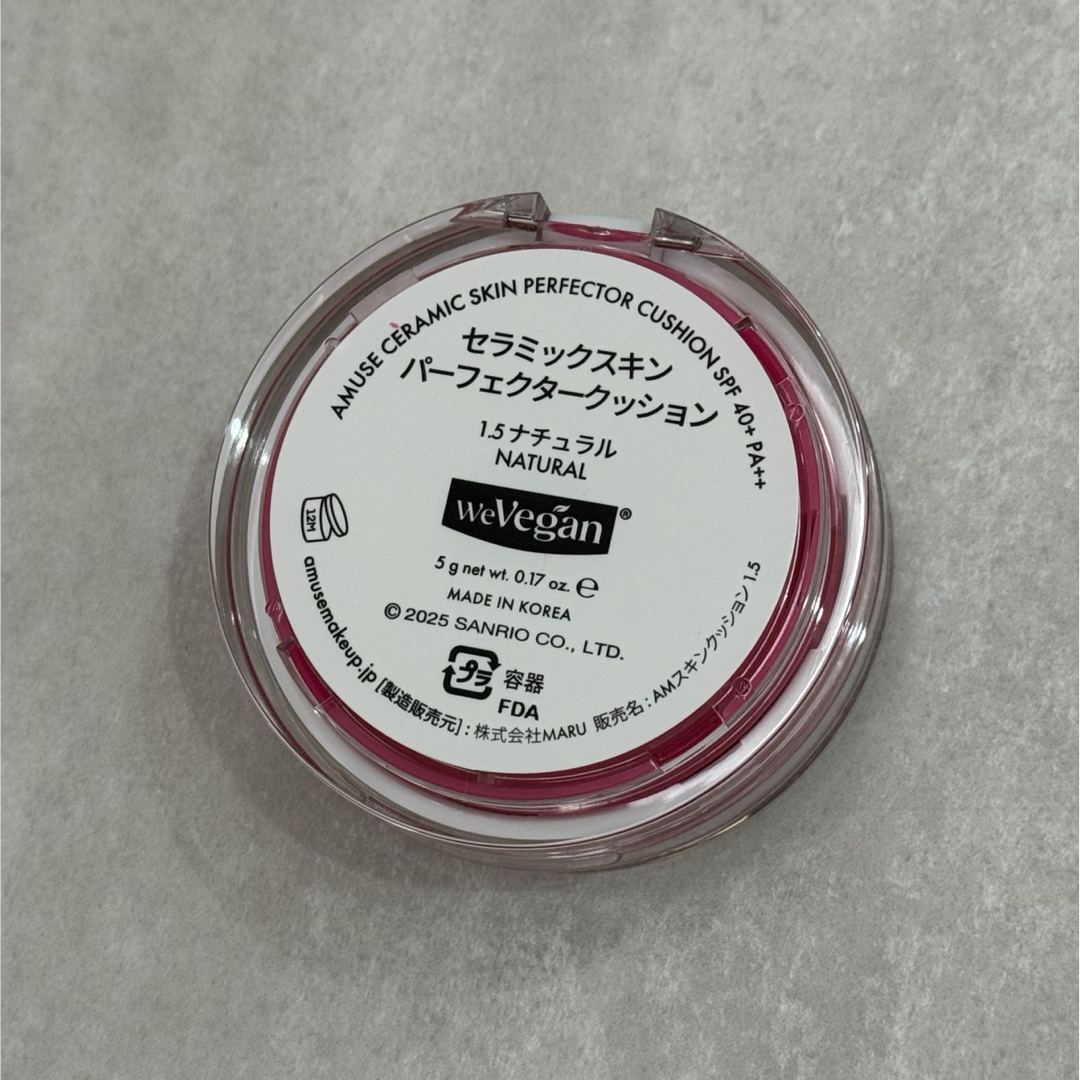 AMUSE CERAMIC SKIN PERFECTOR CUSHION SPF 40+ PA++
セラミックスキン
パーフェクタークッション
1.5 ナチュラル
NATURAL
weVegan®
12M
5 g net wt. 0.17 oz. ℮
MADE IN KOREA
© 2025 SANRIO CO., LTD.
プラ 容器
FDA
amusemakeup.jp [製造販売元] : 株式会社MARU 販売名 : AMスキンクッション 1.5